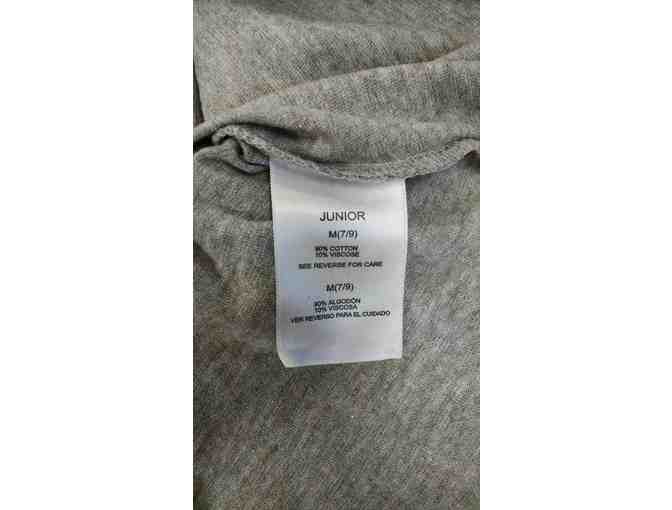 JUNIOR
M(7/9)
90% COTTON
10% VISCOSE
SEE REVERSE FOR CARE
M(7/9)
90% ALGODÓN
10% VISCOSA
VER REVERSO PARA EL CUIDADO